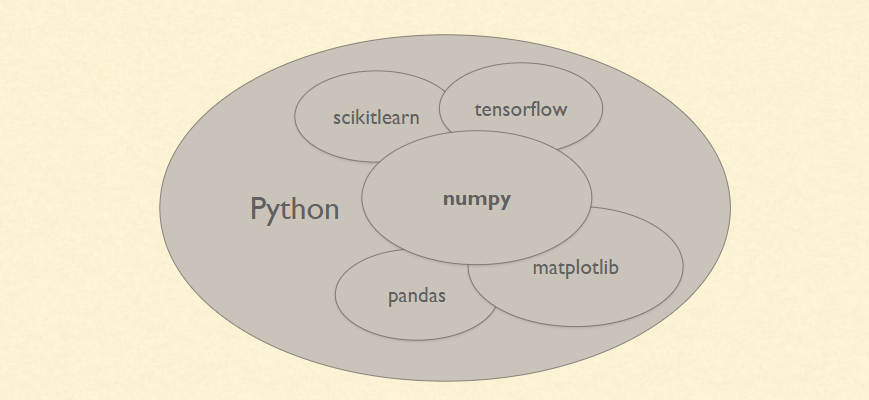 scikitlearn
tensorflow
Python
numpy
matplotlib
pandas